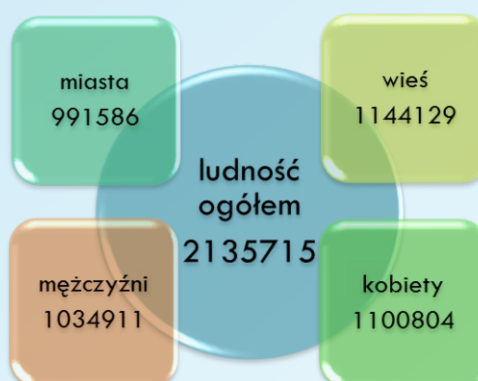 miasta
991586
wieś
1144129
ludność
ogółem
2135715
mężczyźni
1034911
kobiety
1100804